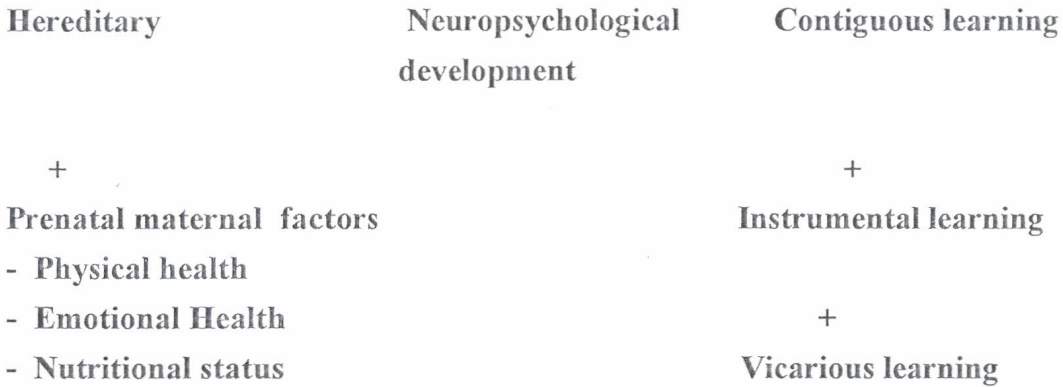 Hereditary Neuropsychological Contiguous learning
development
+ +
Prenatal maternal factors Instrumental learning
- Physical health
- Emotional Health +
- Nutritional status Vicarious learning